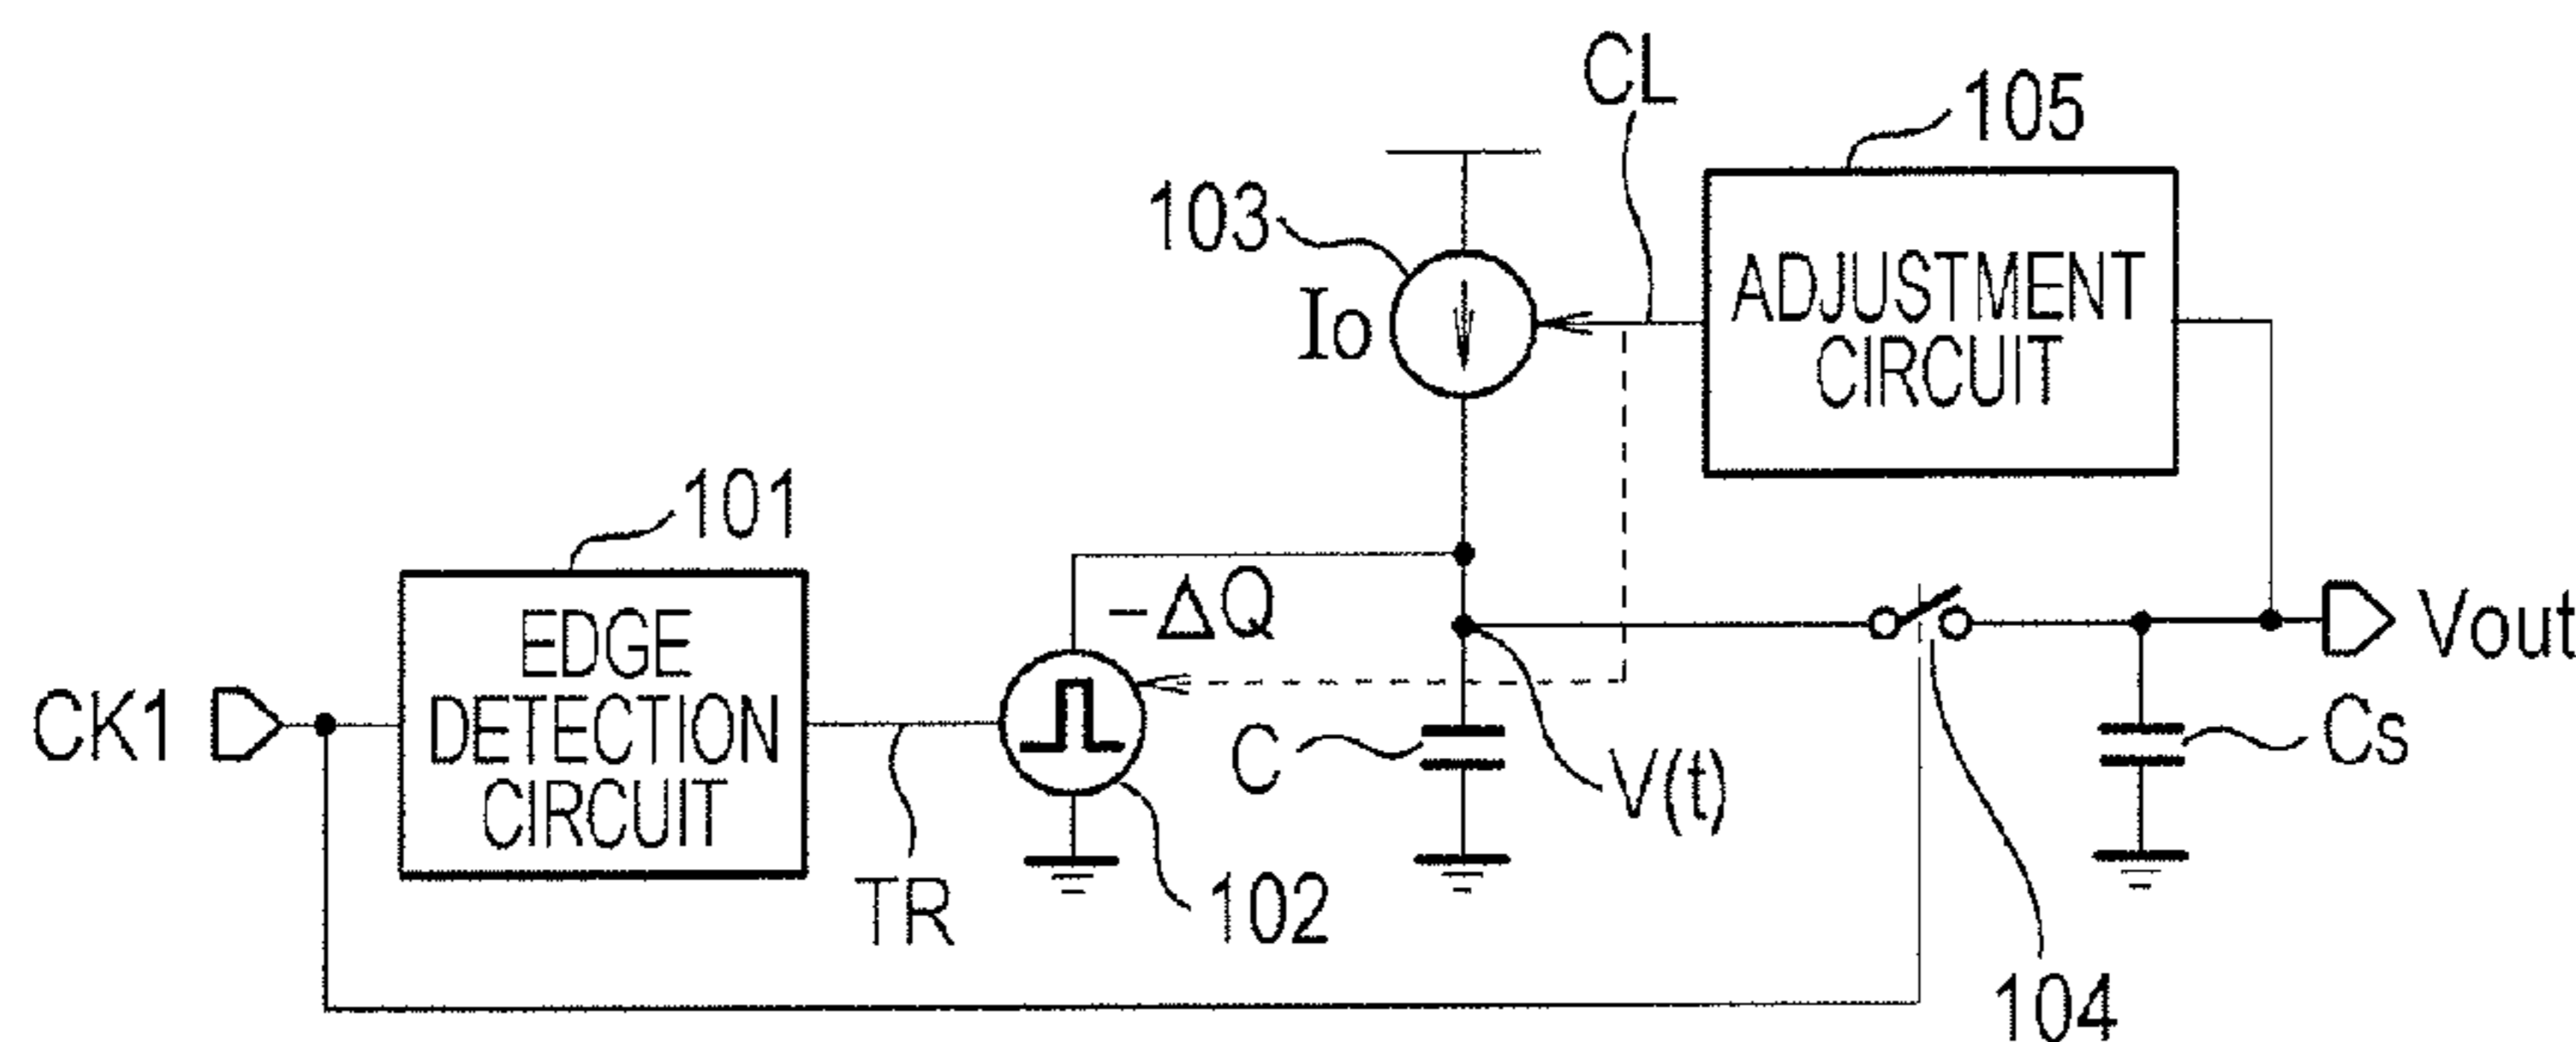 CL
105
103
Io
ADJUSTMENT
CIRCUIT
101
EDGE
DETECTION
CIRCUIT
CK1
TR
−ΔQ
102
C
V(t)
104
Cs
Vout